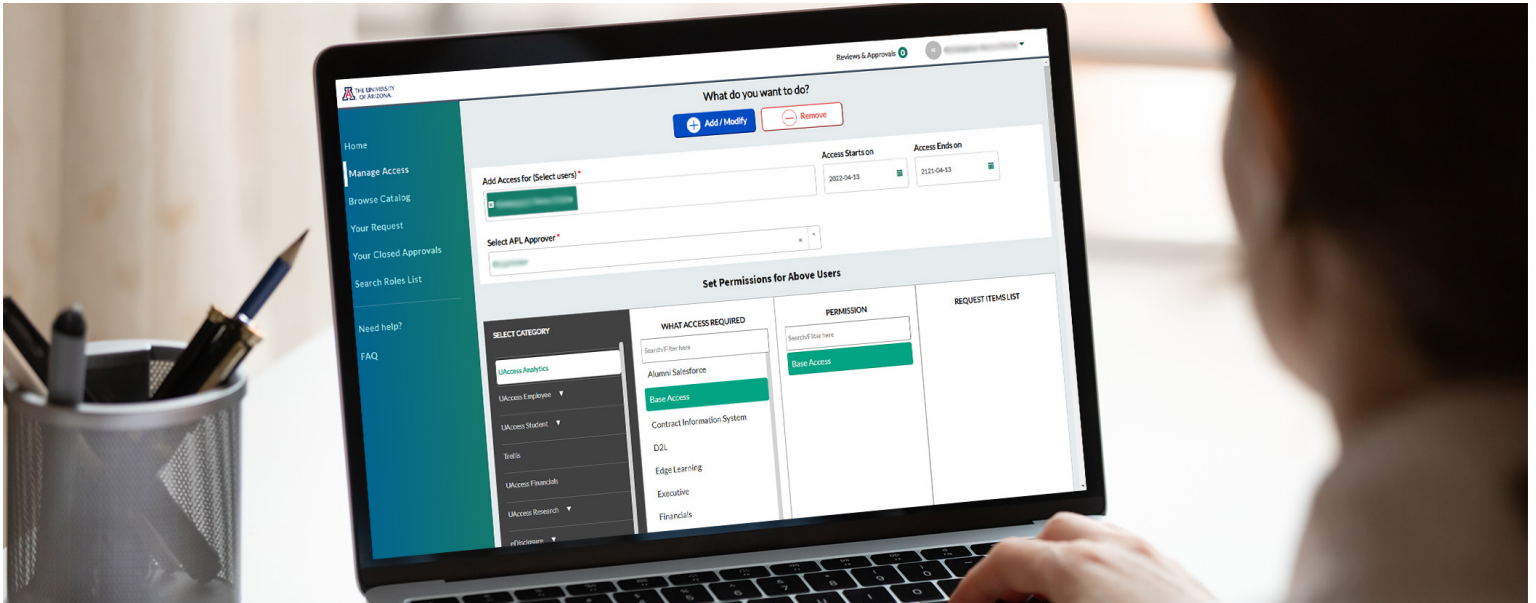 THE UNIVERSITY
OF ARIZONA
Reviews & Approvals 0
Home
Manage Access
Browse Catalog
Your Request
Your Closed Approvals
Search Roles List
Need help?
FAQ
What do you want to do?
Add / Modify
Remove
Add Access for (Select users) *
Access Starts on
Access Ends on
2022-04-13
2121-04-13
Select APL Approver *
Set Permissions for Above Users
SELECT CATEGORY
UAccess Analytics
UAccess Employee
UAccess Student
Trellis
UAccess Financials
UAccess Research
eDisclosure
WHAT ACCESS REQUIRED
Search/Filter here
Alumni Salesforce
Base Access
Contract Information System
D2L
Edge Learning
Executive
Financials
PERMISSION
Search/Filter here
Base Access
REQUEST ITEMS LIST